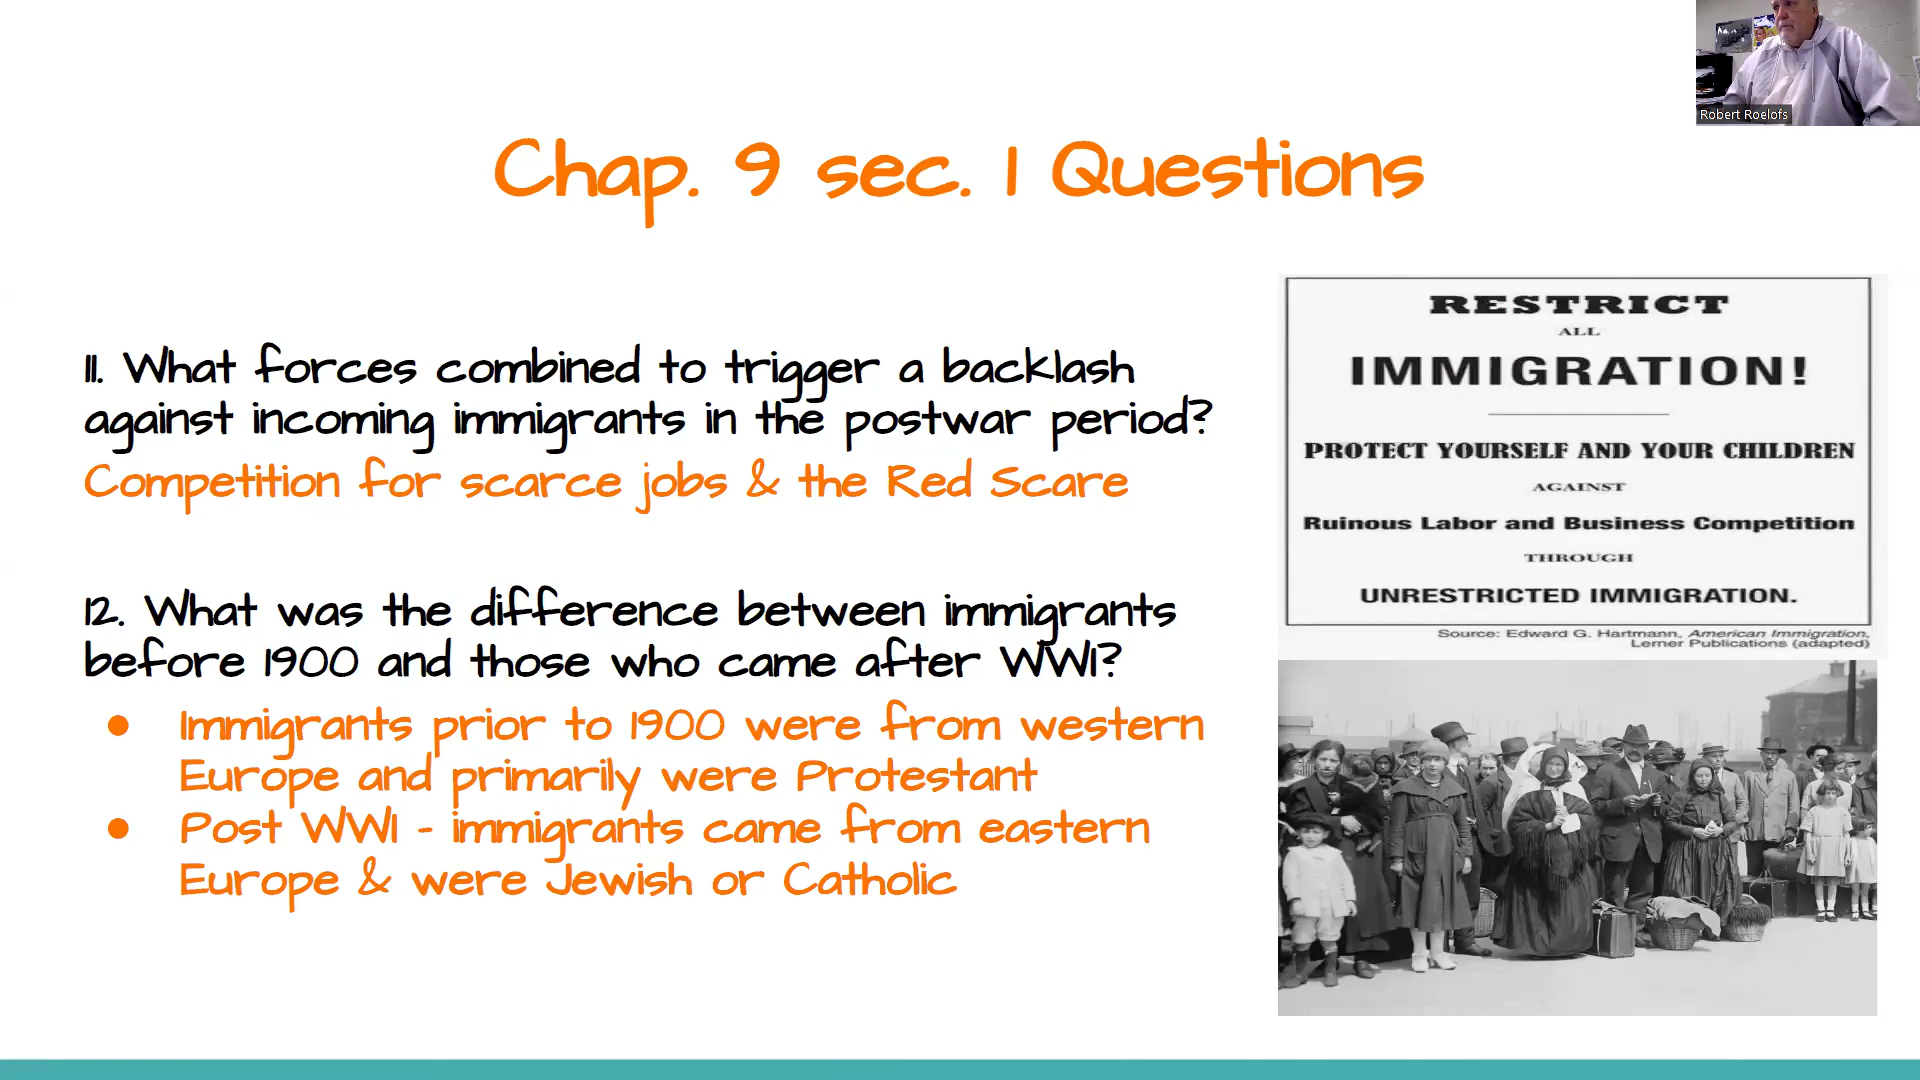 Robert Roelofs
Chap. 9 sec. 1 Questions
11. What forces combined to trigger a backlash
against incoming immigrants in the postwar period?
Competition for scarce jobs & the Red Scare
12. What was the difference between immigrants
before 1900 and those who came after WW1?
● Immigrants prior to 1900 were from western
Europe and primarily were Protestant
● Post WW1 - immigrants came from eastern
Europe & were Jewish or Catholic
RESTRICT
ALL
IMMIGRATION!
PROTECT YOURSELF AND YOUR CHILDREN
AGAINST
Ruinous Labor and Business Competition
THROUGH
UNRESTRICTED IMMIGRATION.
Source: Edward G. Hartmann, American Immigration,
Lerner Publications (adapted)